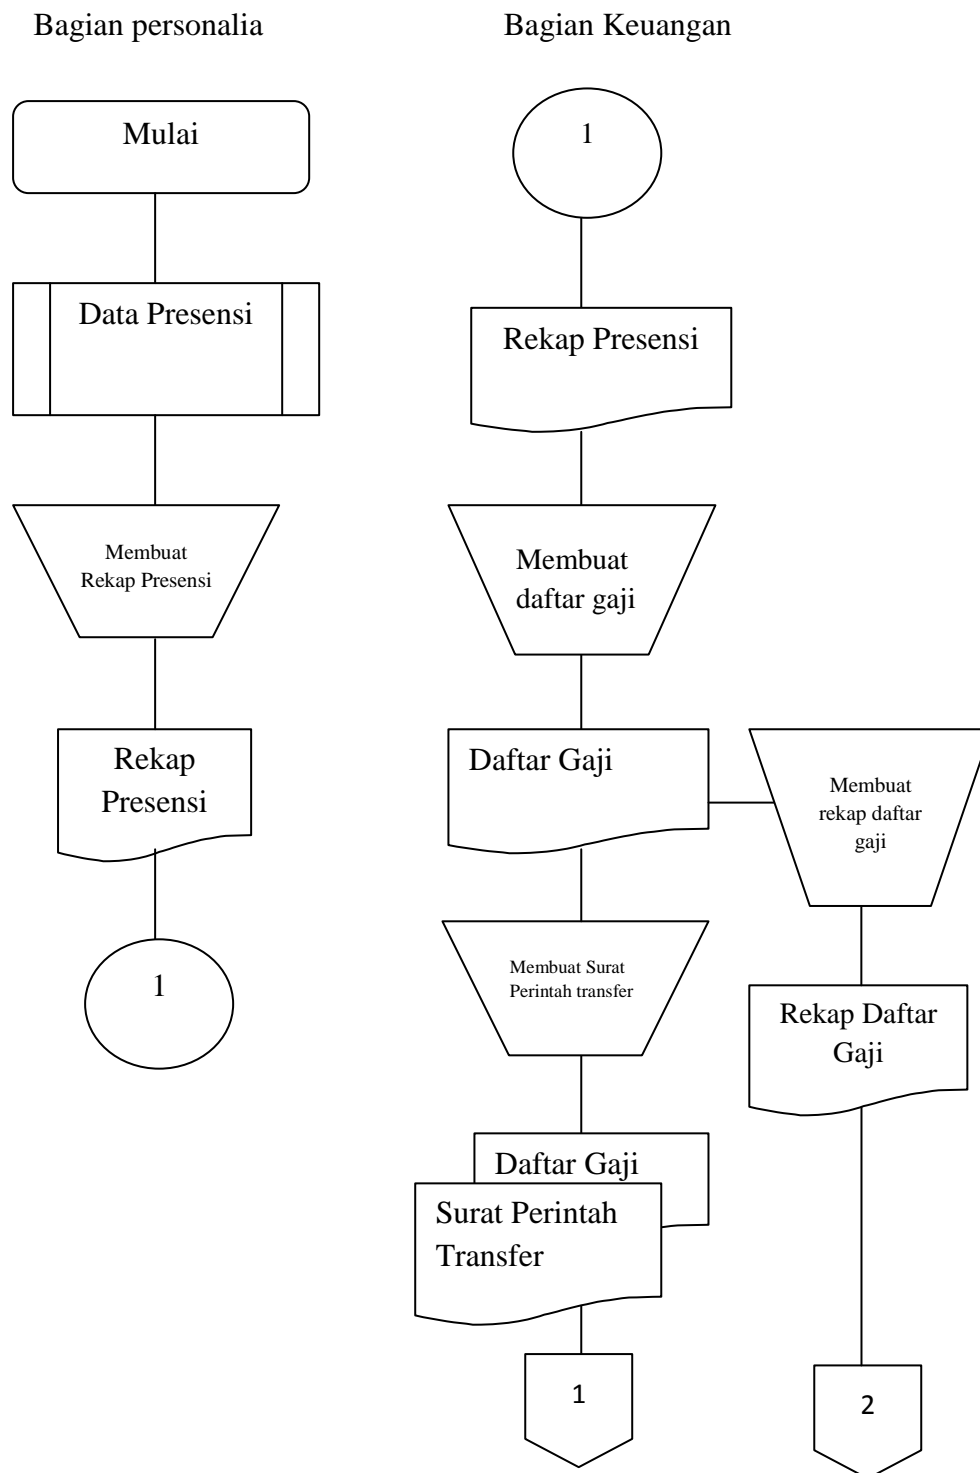 Bagian personalia
Bagian Keuangan
Mulai
Data Presensi
Membuat
Rekap Presensi
Rekap
Presensi
1
1
Rekap Presensi
Membuat
daftar gaji
Daftar Gaji
Membuat
rekap daftar
gaji
Membuat Surat
Perintah transfer
Rekap Daftar
Gaji
Daftar Gaji
Surat Perintah
Transfer
1
2